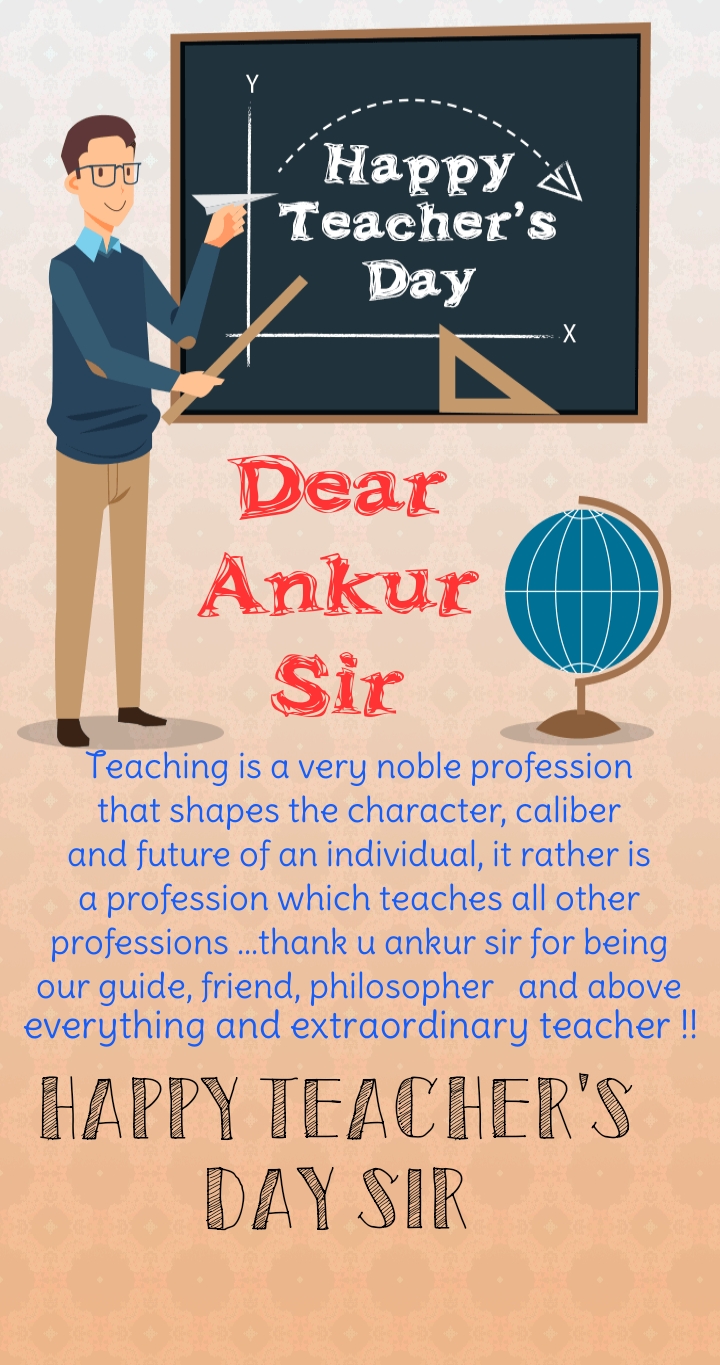 Y
Happy
Teacher's
Day
X
Dear
Ankur
Sir
Teaching is a very noble profession
that shapes the character, caliber
and future of an individual, it rather is
a profession which teaches all other
professions ...thank u ankur sir for being
our guide, friend, philosopher and above
everything and extraordinary teacher !!
HAPPY TEACHER'S
DAY SIR